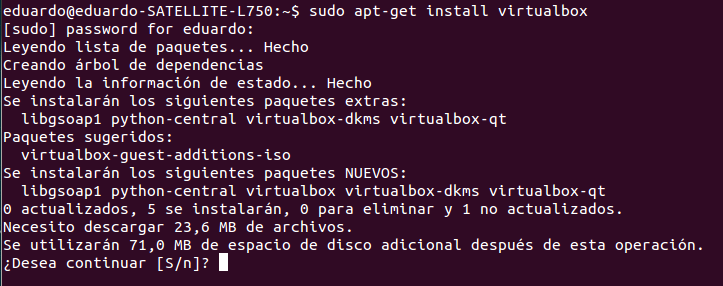 eduardo@eduardo-SATELLITE-L750:~$ sudo apt-get install virtualbox
[sudo] password for eduardo:
Leyendo lista de paquetes... Hecho
Creando árbol de dependencias
Leyendo la información de estado... Hecho
Se instalarán los siguientes paquetes extras:
  libgsoap1 python-central virtualbox-dkms virtualbox-qt
Paquetes sugeridos:
  virtualbox-guest-additions-iso
Se instalarán los siguientes paquetes NUEVOS:
  libgsoap1 python-central virtualbox virtualbox-dkms virtualbox-qt
0 actualizados, 5 se instalarán, 0 para eliminar y 1 no actualizados.
Necesito descargar 23,6 MB de archivos.
Se utilizarán 71,0 MB de espacio de disco adicional después de esta operación.
¿Desea continuar [S/n]?